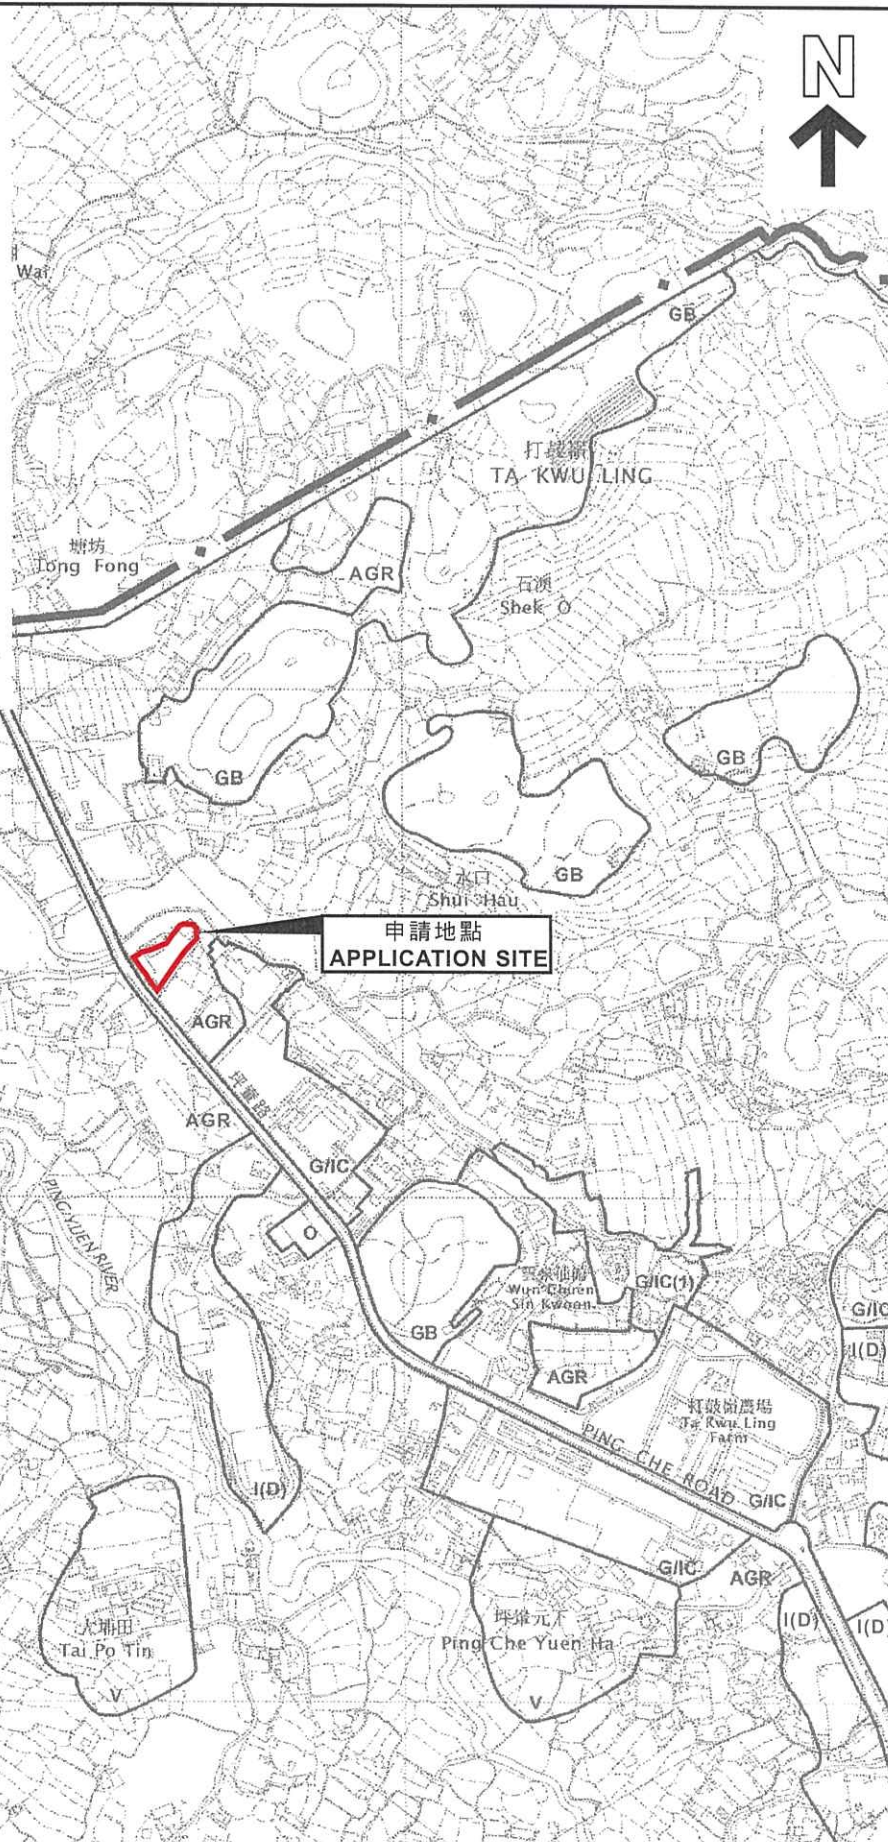 N
Wai
GB
打鼓嶺
TA KWU LING
塘坊
Tong Fong
AGR
石澳
Shek O
GB
GB
GB
水口
Shui Hau
申請地點
APPLICATION SITE
AGR
坪輋路
AGR
G/IC
PING YUEN RIVER
O
雲泉仙館
Wun Chuen
Sin Kwoon
G/IC(1)
G/IC
GB
I(D)
AGR
打鼓嶺農場
Ta Kwu Ling
Farm
PING CHE ROAD
G/IC
I(D)
G/IC
AGR
大埔田
Tai Po Tin
坪輋元下
Ping Che Yuen Ha
I(D)
I(D)
V
V